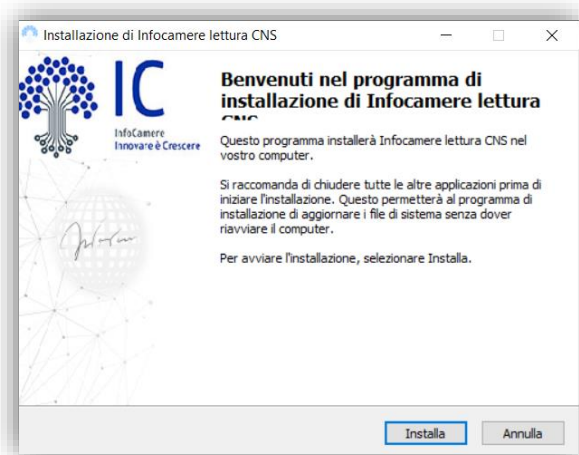 Installazione di Infocamere lettura CNS
IC
InfoCamere
Innovare è Crescere
Benvenuti nel programma di
installazione di Infocamere lettura
CNS
Questo programma installerà Infocamere lettura CNS nel
vostro computer.
Si raccomanda di chiudere tutte le altre applicazioni prima di
iniziare l'installazione. Questo permetterà al programma di
installazione di aggiornare i file di sistema senza dover
riavviare il computer.
Per avviare l'installazione, selezionare Installa.
Installa
Annulla